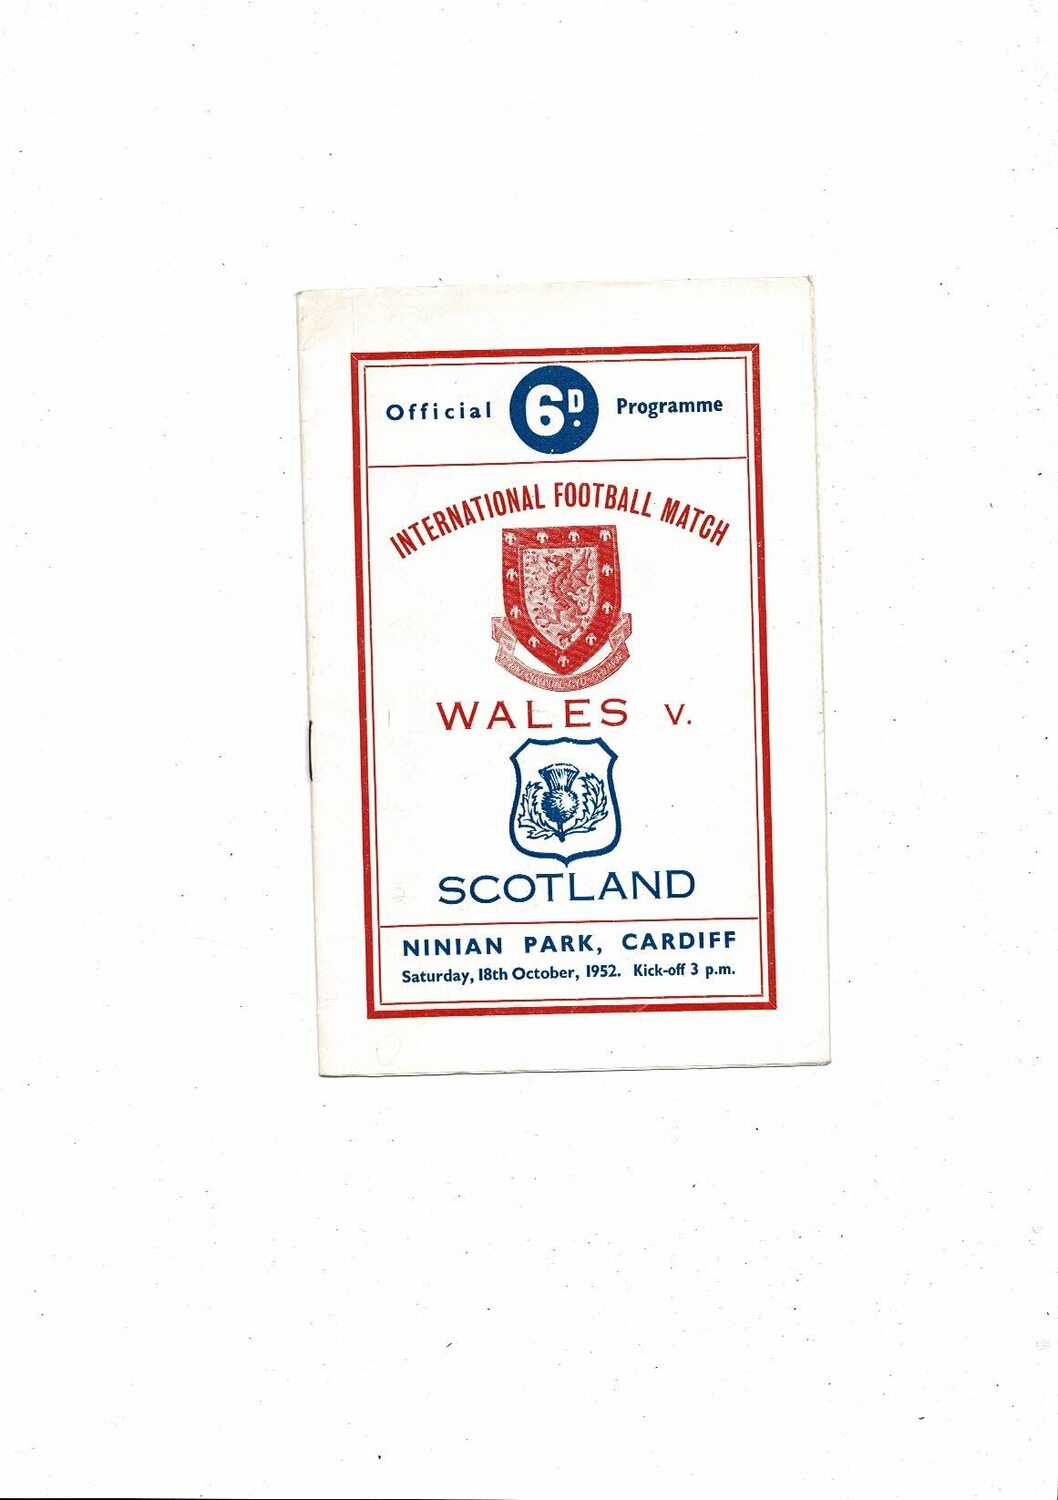 Official 6D. Programme
INTERNATIONAL FOOTBALL MATCH
WALES v.
SCOTLAND
NINIAN PARK, CARDIFF
Saturday, 18th October, 1952. Kick-off 3 p.m.